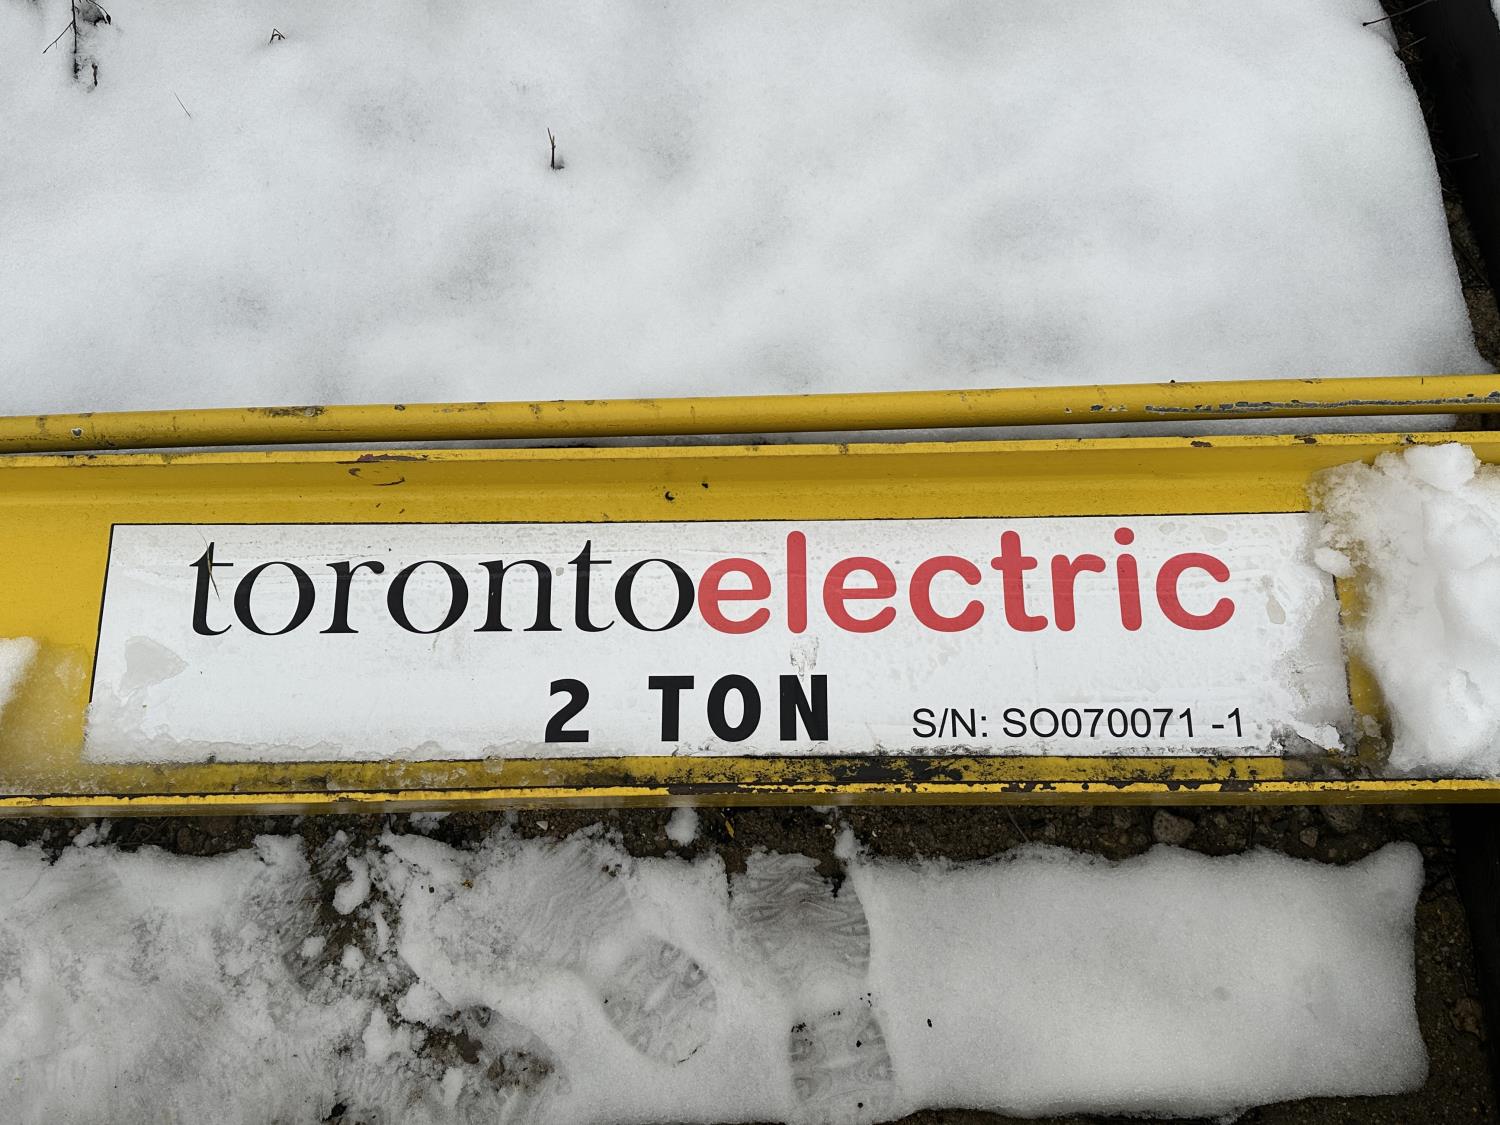 torontoelectric
2 TON S/N: SO070071 -1